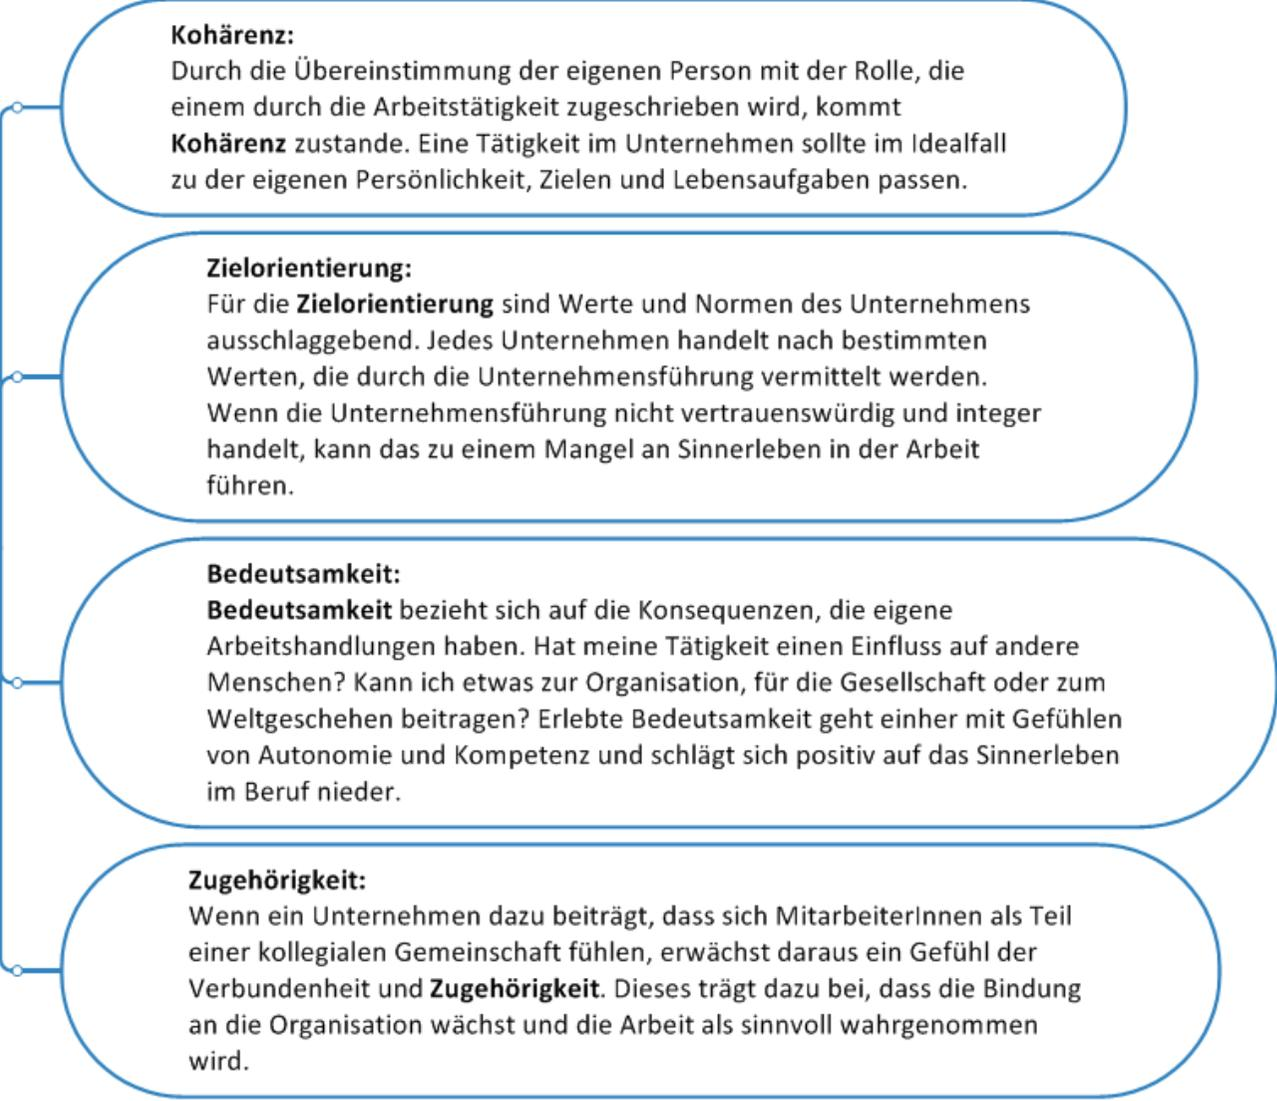 Kohärenz:
Durch die Übereinstimmung der eigenen Person mit der Rolle, die
einem durch die Arbeitstätigkeit zugeschrieben wird, kommt
Kohärenz zustande. Eine Tätigkeit im Unternehmen sollte im Idealfall
zu der eigenen Persönlichkeit, Zielen und Lebensaufgaben passen.
Zielorientierung:
Für die Zielorientierung sind Werte und Normen des Unternehmens
ausschlaggebend. Jedes Unternehmen handelt nach bestimmten
Werten, die durch die Unternehmensführung vermittelt werden.
Wenn die Unternehmensführung nicht vertrauenswürdig und integer
handelt, kann das zu einem Mangel an Sinnerleben in der Arbeit
führen.
Bedeutsamkeit:
Bedeutsamkeit bezieht sich auf die Konsequenzen, die eigene
Arbeitshandlungen haben. Hat meine Tätigkeit einen Einfluss auf andere
Menschen? Kann ich etwas zur Organisation, für die Gesellschaft oder zum
Weltgeschehen beitragen? Erlebte Bedeutsamkeit geht einher mit Gefühlen
von Autonomie und Kompetenz und schlägt sich positiv auf das Sinnerleben
im Beruf nieder.
Zugehörigkeit:
Wenn ein Unternehmen dazu beiträgt, dass sich MitarbeiterInnen als Teil
einer kollegialen Gemeinschaft fühlen, erwächst daraus ein Gefühl der
Verbundenheit und Zugehörigkeit. Dieses trägt dazu bei, dass die Bindung
an die Organisation wächst und die Arbeit als sinnvoll wahrgenommen
wird.